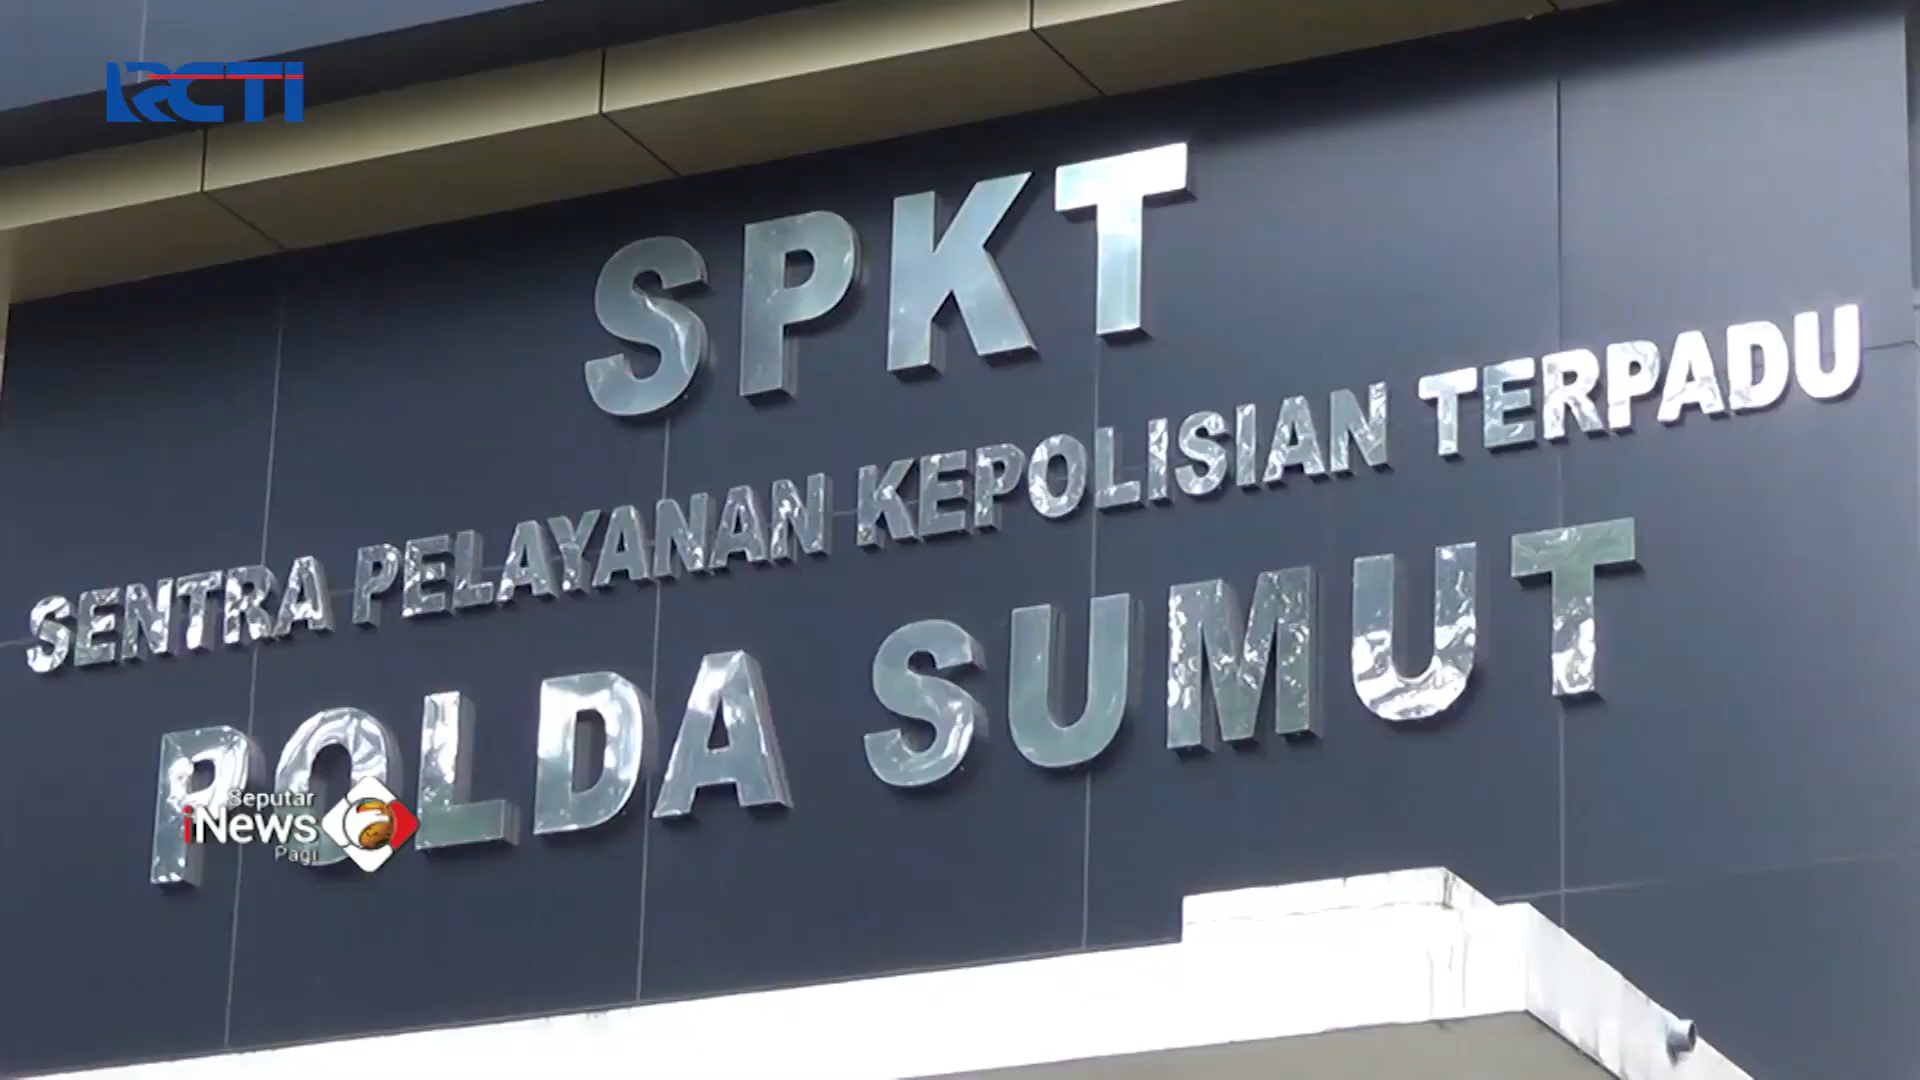 RCTI
SPKT
SENTRA PELAYANAN KEPOLISIAN TERPADU
POLDA SUMUT
Seputar
iNews
Pagi